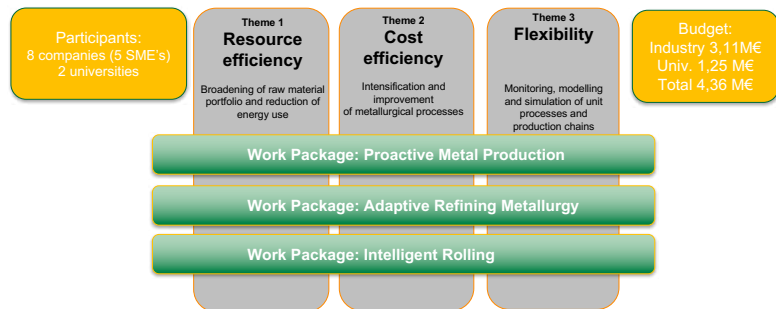 Participants:
8 companies (5 SME's)
2 universities
Theme 1
Resource
efficiency
Broadening of raw material
portfolio and reduction of
energy use
Theme 2
Cost
efficiency
Intensification and
improvement
of metallurgical processes
Theme 3
Flexibility
Monitoring, modelling
and simulation of unit
processes and
production chains
Budget:
Industry 3,11M€
Univ. 1,25 M€
Total 4,36 M€
Work Package: Proactive Metal Production
Work Package: Adaptive Refining Metallurgy
Work Package: Intelligent Rolling